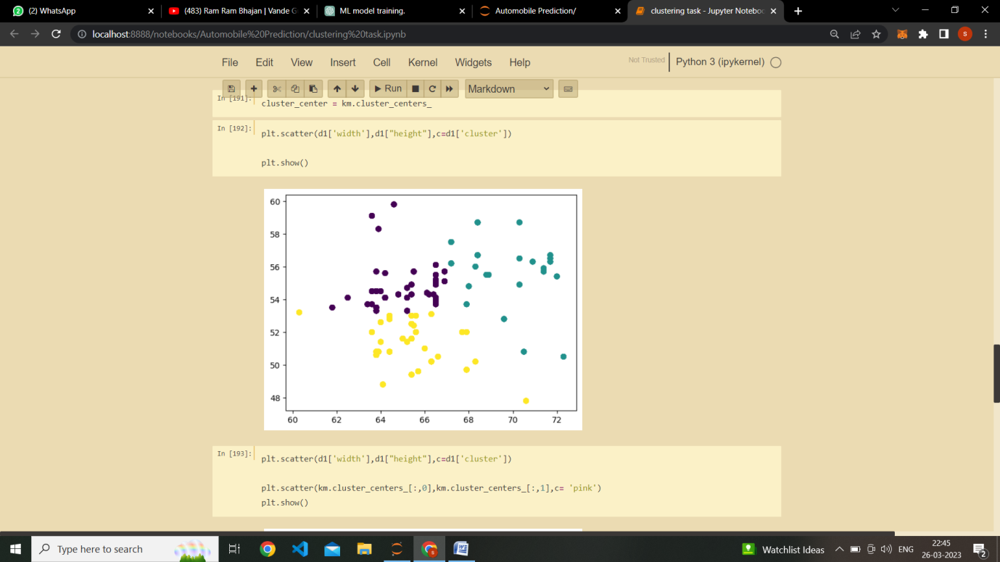 (2) WhatsApp
(483) Ram Ram Bhajan | Vande G
ML model training.
Automobile Prediction/
clustering task - Jupyter Noteboo
localhost:8888/notebooks/Automobile%20Prediction/clustering%20task.ipynb
S
File Edit View Insert Cell Kernel Widgets Help
Not Trusted
Python 3 (ipykernel)
Run
Markdown
In [191]:
cluster_center = km.cluster_centers_
In [192]:
plt.scatter(d1['width'],d1["height"],c=d1['cluster'])
plt.show()
60
58
56
54
52
50
48
60 62 64 66 68 70 72
In [193]:
plt.scatter(d1['width'],d1["height"],c=d1['cluster'])
plt.scatter(km.cluster_centers_[:,0],km.cluster_centers_[:,1],c= 'pink')
plt.show()
Type here to search
Watchlist Ideas
ENG
22:45
26-03-2023
2